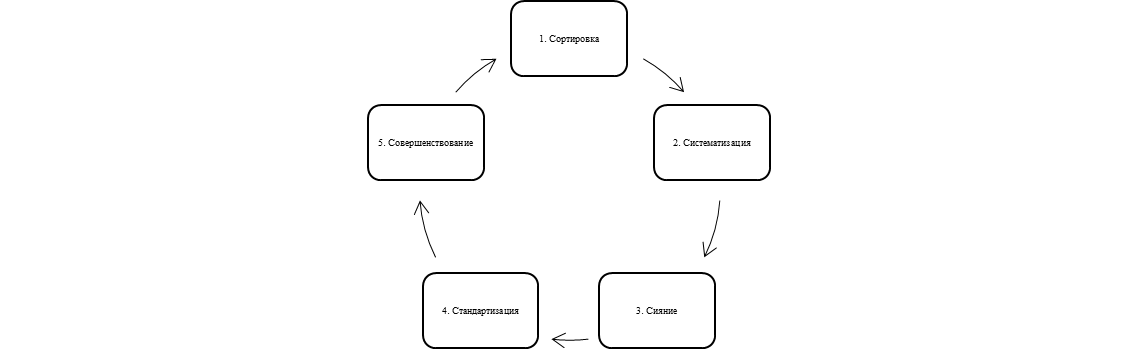 1. Сортировка
2. Систематизация
3. Сияние
4. Стандартизация
5. Совершенствование